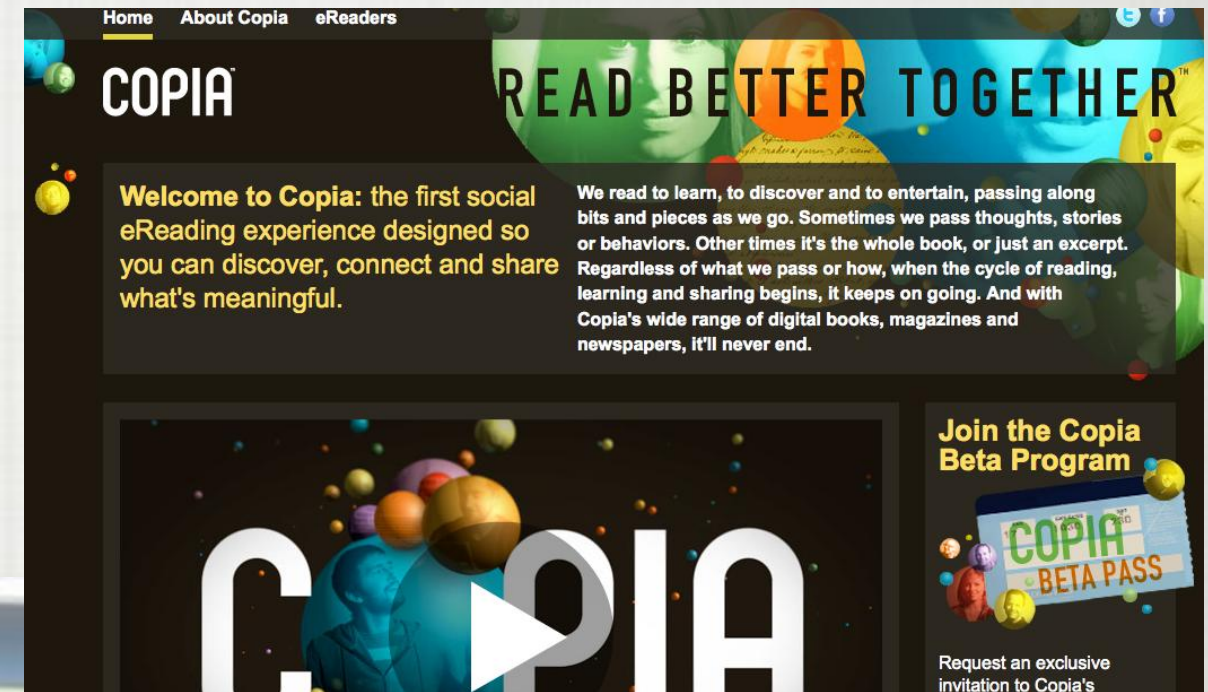 Home About Copia eReaders
COPIA™
READ BETTER TOGETHER™
Welcome to Copia: the first social
eReading experience designed so
you can discover, connect and share
what's meaningful.
We read to learn, to discover and to entertain, passing along
bits and pieces as we go. Sometimes we pass thoughts, stories
or behaviors. Other times it's the whole book, or just an excerpt.
Regardless of what we pass or how, when the cycle of reading,
learning and sharing begins, it keeps on going. And with
Copia's wide range of digital books, magazines and
newspapers, it'll never end.
COPIA
Join the Copia
Beta Program
COPIA
BETA PASS
Request an exclusive
invitation to Copia's